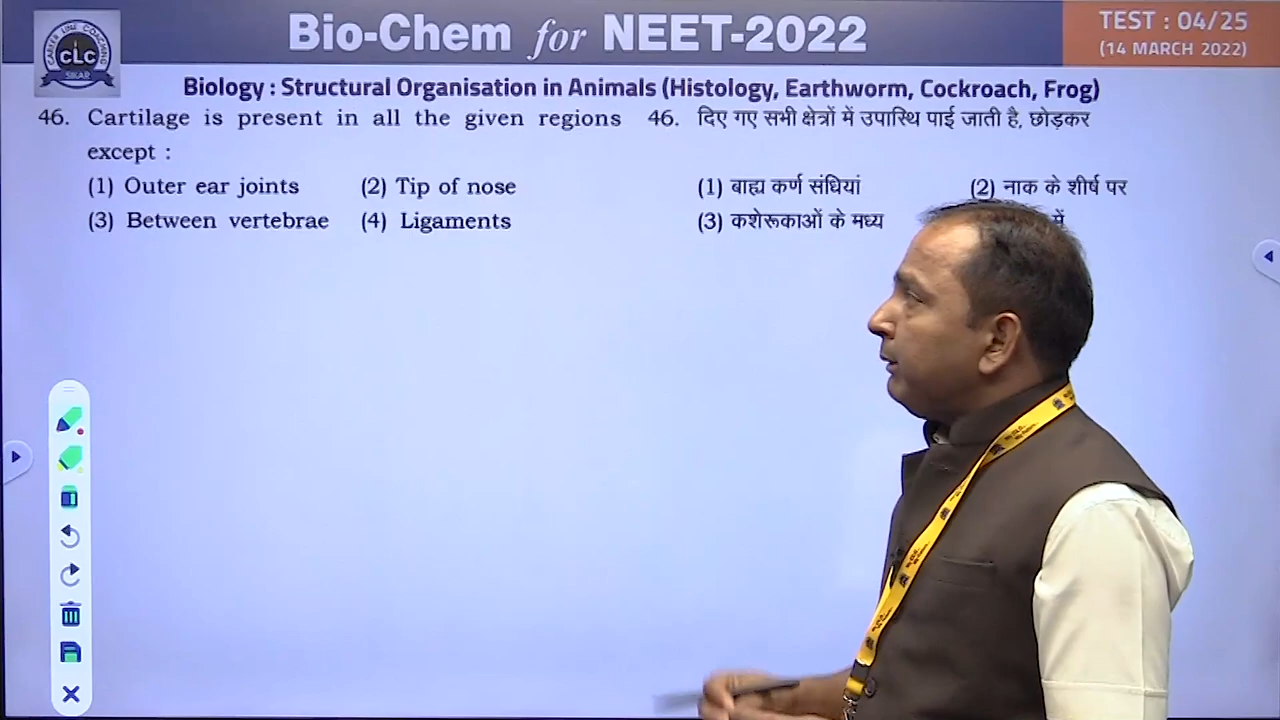 Bio-Chem for NEET-2022
TEST : 04/25
(14 MARCH 2022)
CAREER LINE COACHING
CLC
SIKAR
Biology : Structural Organisation in Animals (Histology, Earthworm, Cockroach, Frog)
46. Cartilage is present in all the given regions
except :
(1) Outer ear joints (2) Tip of nose
(3) Between vertebrae (4) Ligaments
46. दिए गए सभी क्षेत्रों में उपास्थि पाई जाती है, छोड़कर
(1) बाह्य कर्ण संधियां (2) नाक के शीर्ष पर
(3) कशेरूकाओं के मध्य में